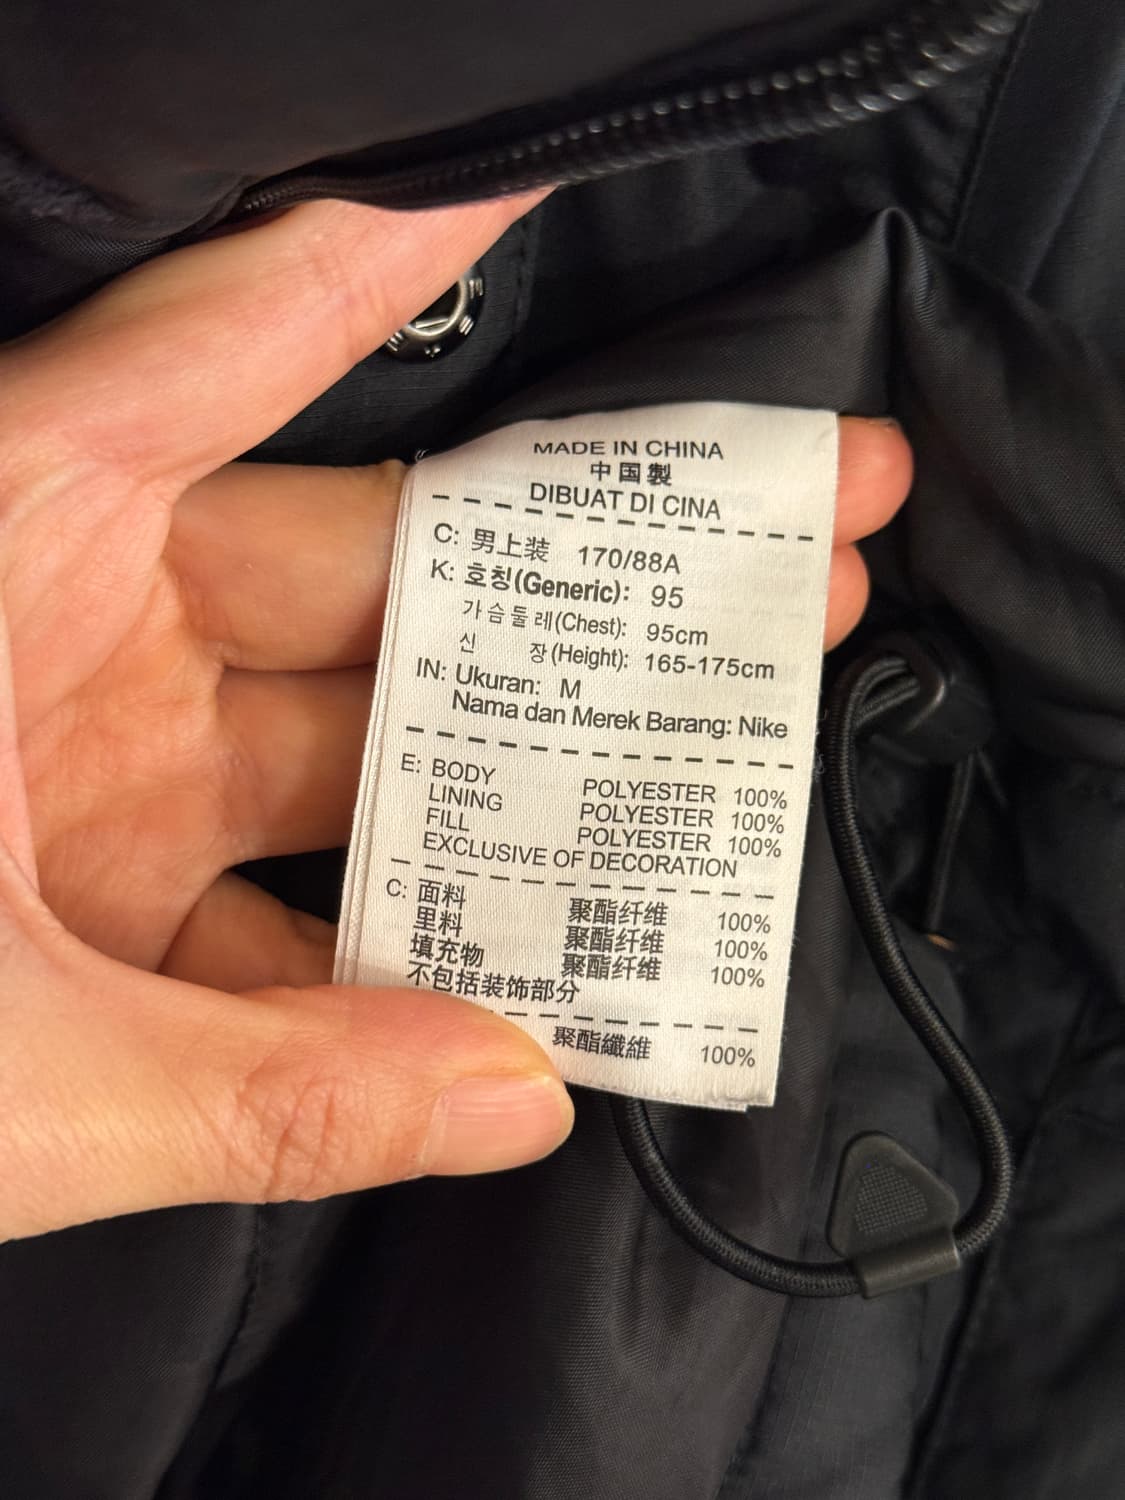 MADE IN CHINA
中国製
DIBUAT DI CINA
C: 男上装 170/88A
K: 호칭(Generic): 95
가슴둘레(Chest): 95cm
신 장(Height): 165-175cm
IN: Ukuran: M
Nama dan Merek Barang: Nike
E: BODY POLYESTER 100%
LINING POLYESTER 100%
FILL POLYESTER 100%
EXCLUSIVE OF DECORATION
C: 面料 聚酯纤维 100%
里料 聚酯纤维 100%
填充物 聚酯纤维 100%
不包括装饰部分
聚酯纖維 100%